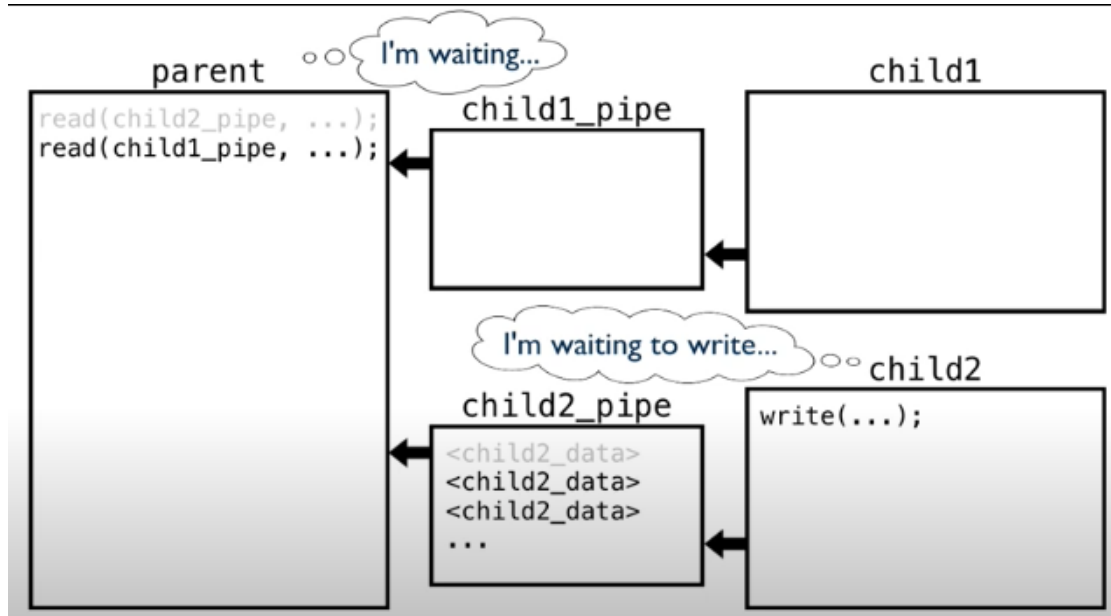 I'm waiting...
parent
child1
child1_pipe
read(child2_pipe, ...);
read(child1_pipe, ...);
I'm waiting to write...
child2
child2_pipe
write(...);
<child2_data>
<child2_data>
<child2_data>
...